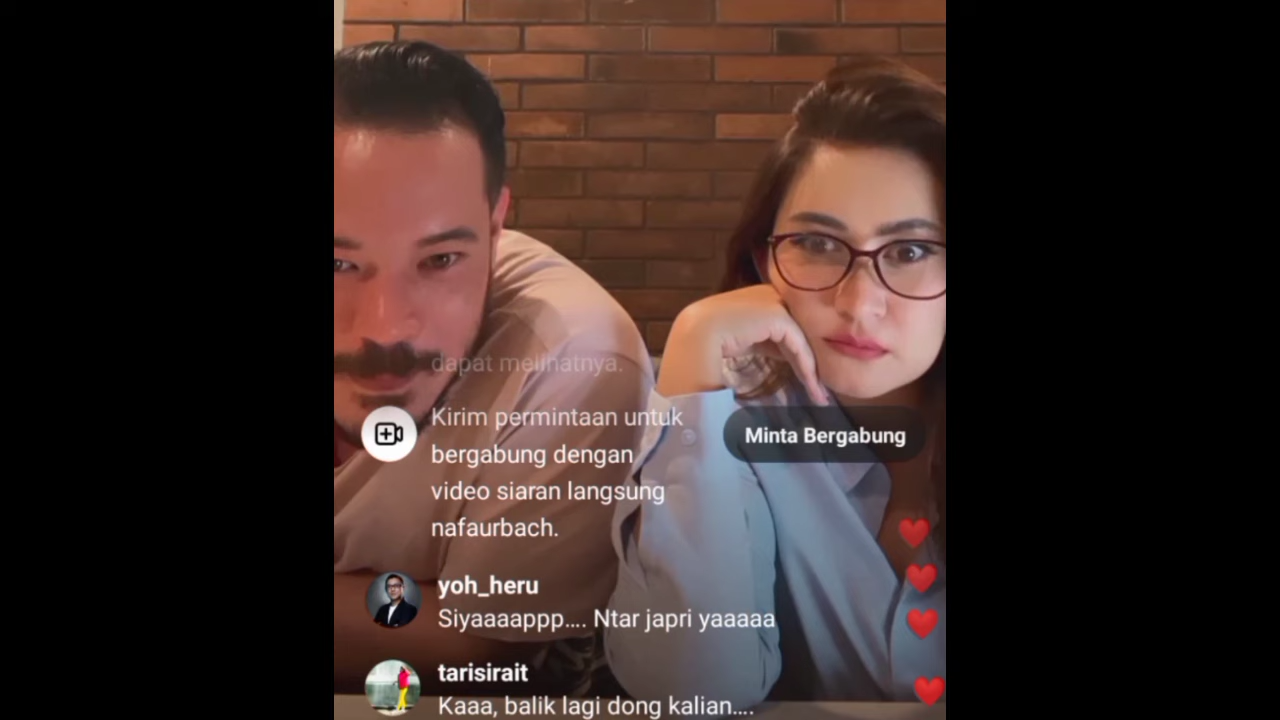 dapat melihatnya.
Kirim permintaan untuk
bergabung dengan
video siaran langsung
nafaurbach.
Minta Bergabung
yoh_heru
Siyaaaappp.... Ntar japri yaaaaa
tarisirait
Kaaa, balik lagi dong kalian....